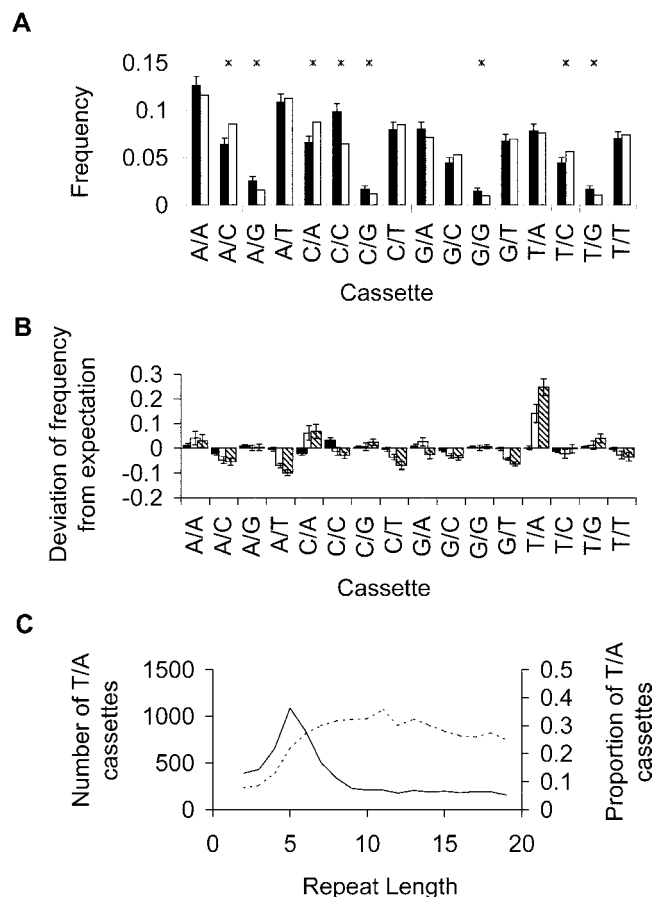 A
Frequency
0.15
0.1
0.05
0
* * * * * * * *
A/A A/C A/G A/T C/A C/C C/G C/T G/A G/C G/G G/T T/A T/C T/G T/T
Cassette
B
Deviation of frequency
from expectation
0.3
0.2
0.1
0
-0.1
-0.2
A/A A/C A/G A/T C/A C/C C/G C/T G/A G/C G/G G/T T/A T/C T/G T/T
Cassette
C
Number of T/A
cassettes
1500
1000
500
0
0.5
0.4
0.3
0.2
0.1
0
Proportion of T/A
cassettes
0 5 10 15 20
Repeat Length